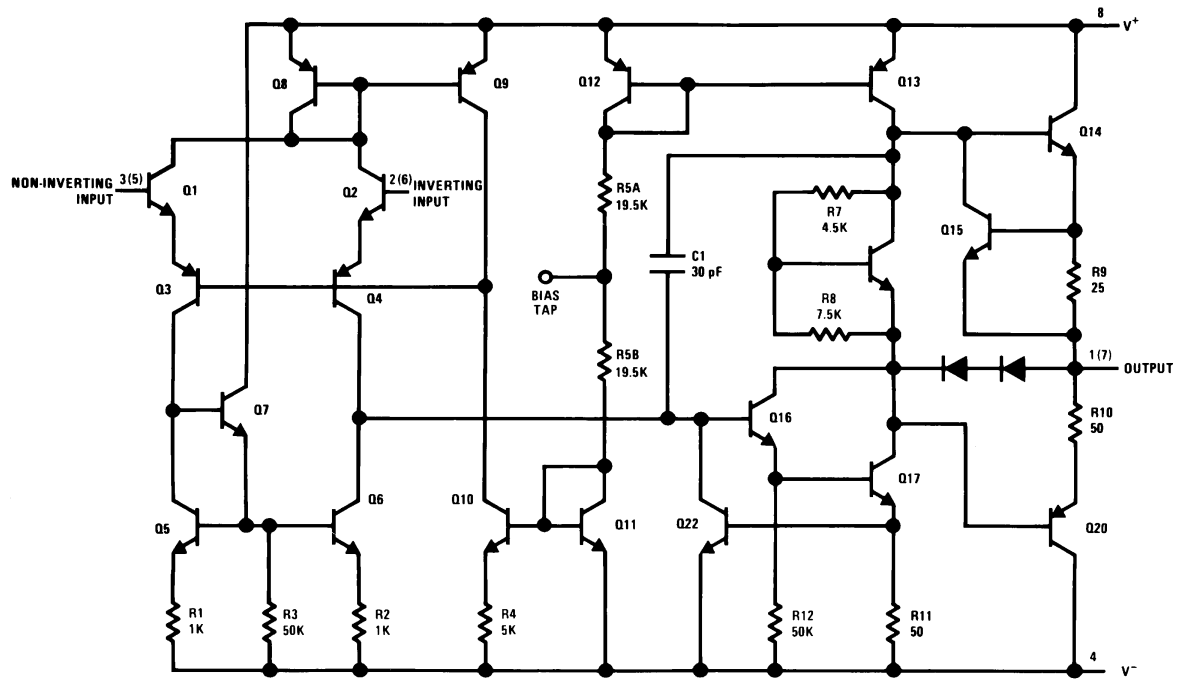 8
V+
Q8
Q9
Q12
Q13
Q14
NON-INVERTING
INPUT
3(5)
Q1
Q2
2(6)
INVERTING
INPUT
R5A
19.5K
R7
4.5K
Q15
C1
30 pF
R9
25
Q3
Q4
BIAS
TAP
R8
7.5K
R5B
19.5K
1(7)
OUTPUT
Q7
Q16
R10
50
Q5
Q6
Q10
Q11
Q22
Q17
Q20
R1
1K
R3
50K
R2
1K
R4
5K
R12
50K
R11
50
4
V-